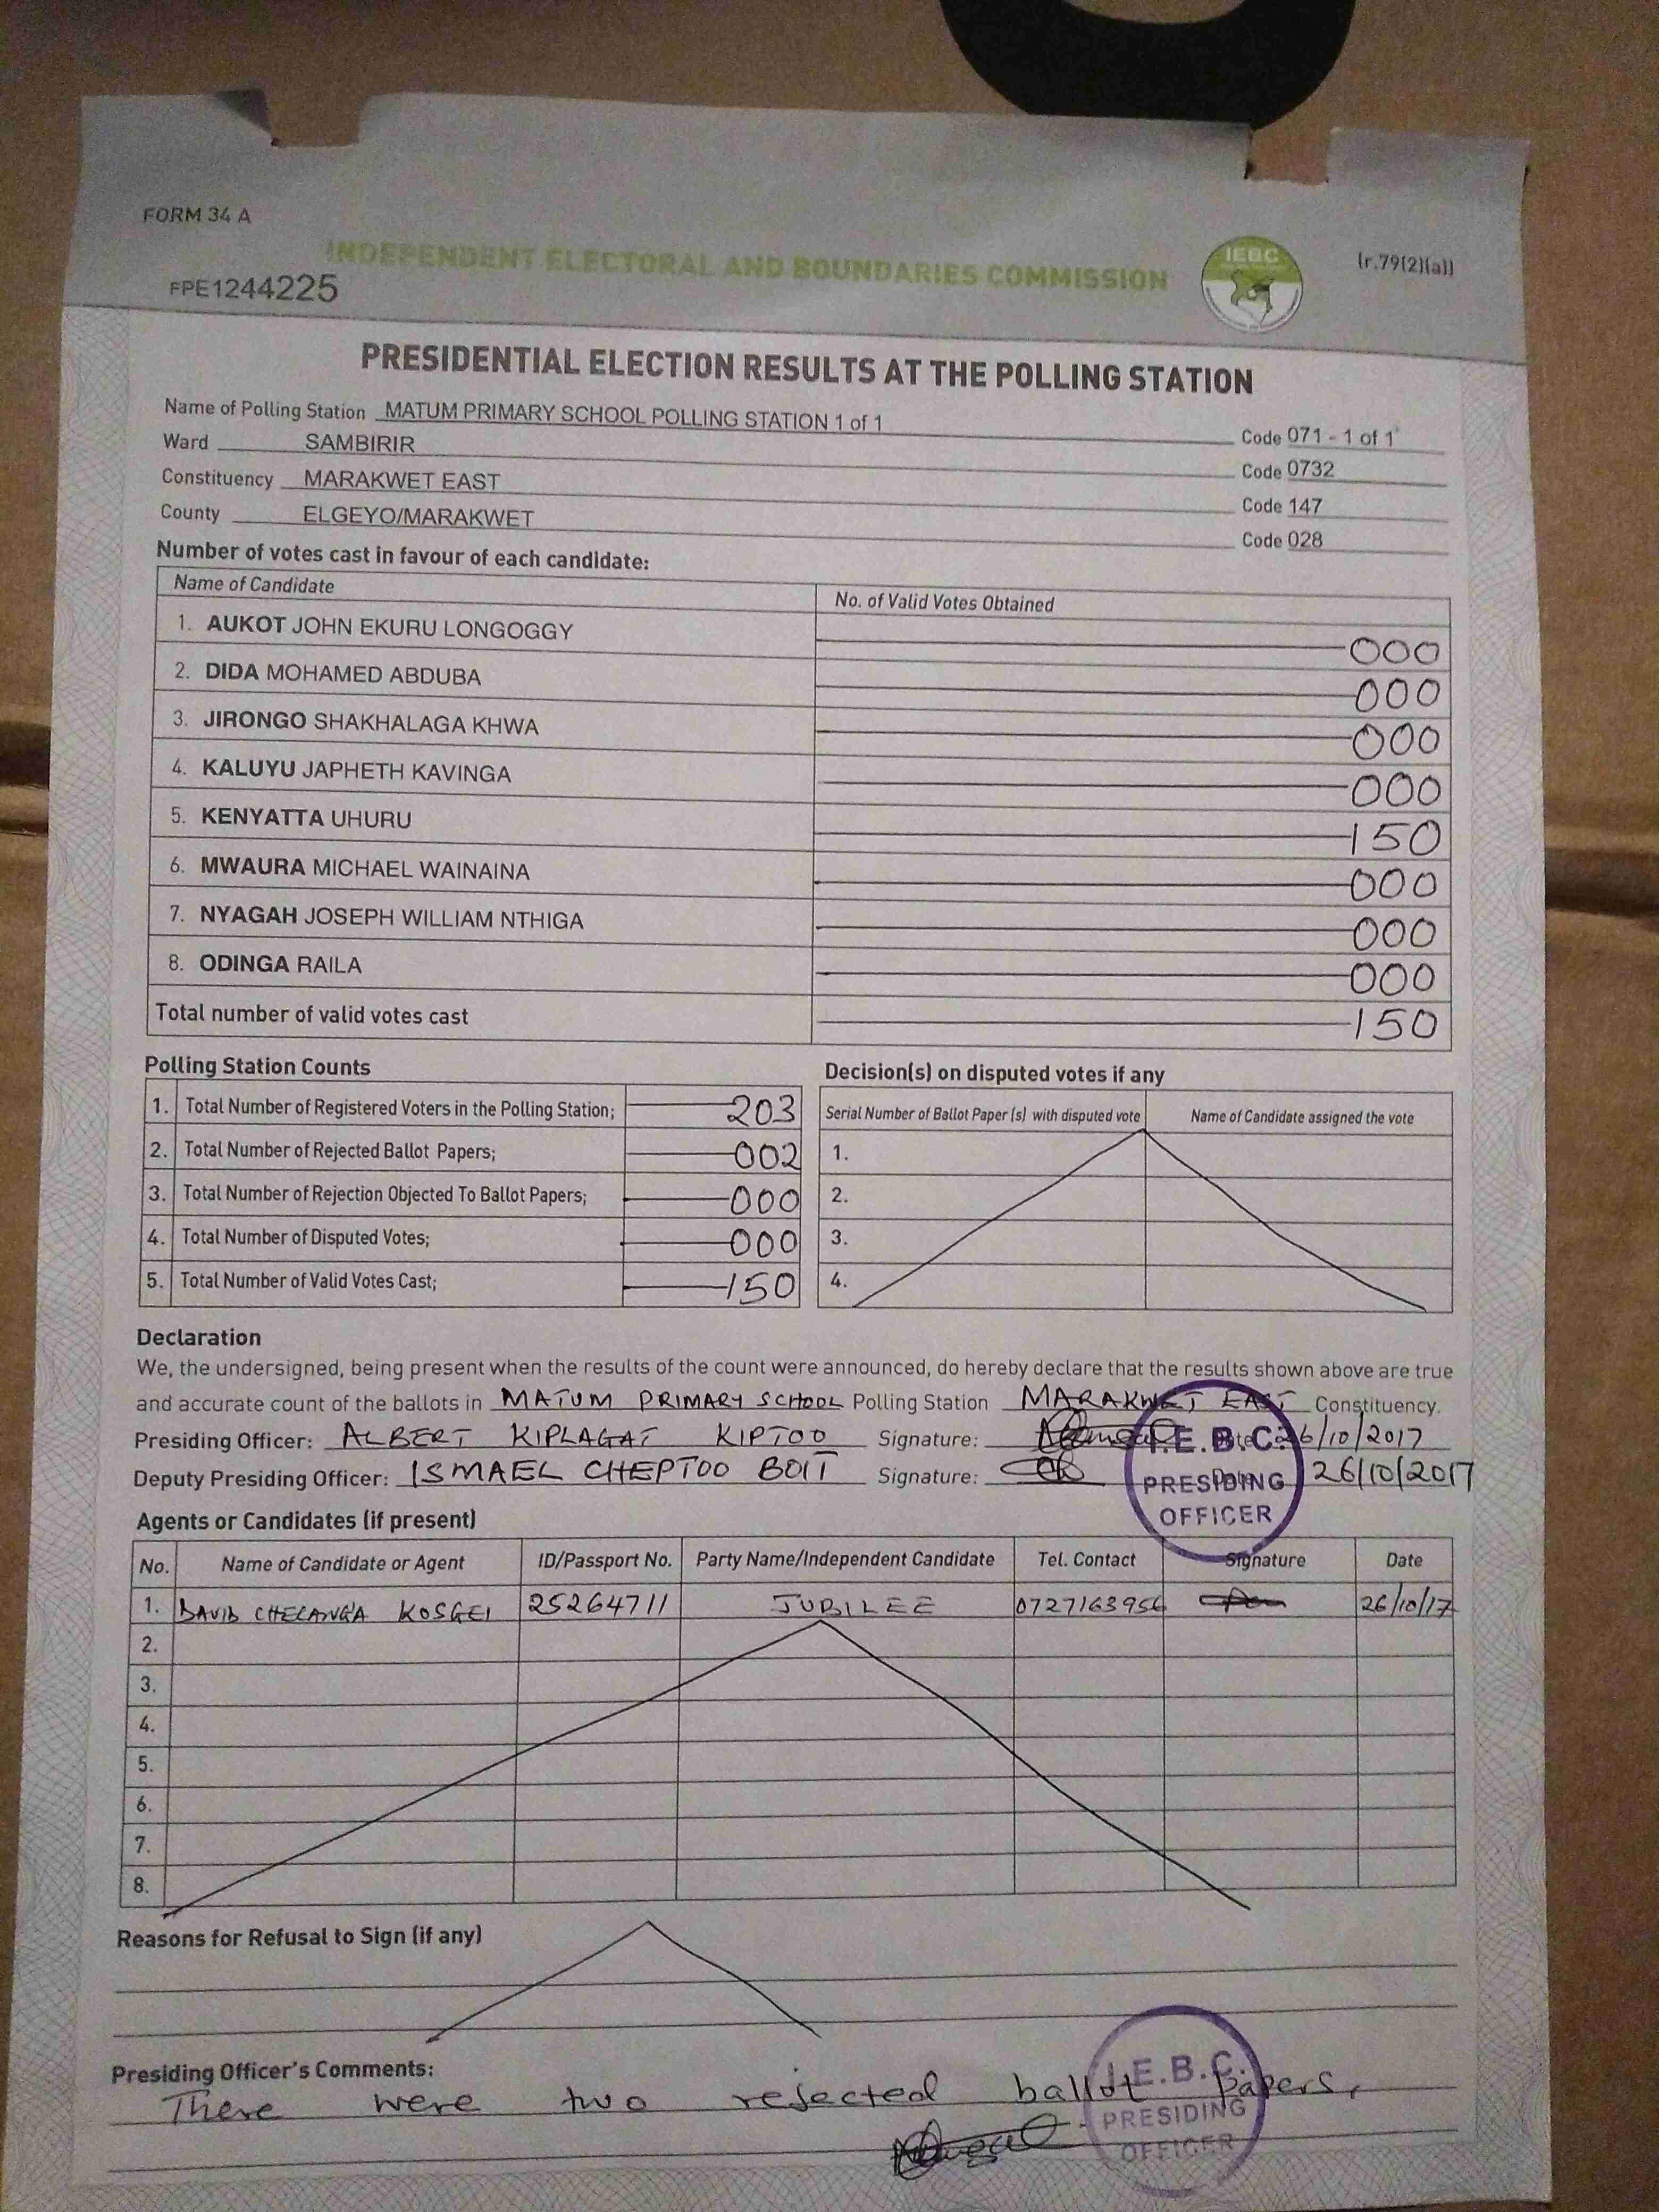 FORM 34 A
INDEPENDENT ELECTORAL AND BOUNDARIES COMMISSION
IEBC
(r.79(2)(a))
FPE1244225
PRESIDENTIAL ELECTION RESULTS AT THE POLLING STATION
Name of Polling Station MATUM PRIMARY SCHOOL POLLING STATION 1 of 1 Code 071 - 1 of 1
Ward SAMBIRIR Code 0732
Constituency MARAKWET EAST Code 147
County ELGEYO/MARAKWET Code 028
Number of votes cast in favour of each candidate:
Name of Candidate No. of Valid Votes Obtained
1. AUKOT JOHN EKURU LONGOGGY 000
2. DIDA MOHAMED ABDUBA 000
3. JIRONGO SHAKHALAGA KHWA 000
4. KALUYU JAPHETH KAVINGA 000
5. KENYATTA UHURU 150
6. MWAURA MICHAEL WAINAINA 000
7. NYAGAH JOSEPH WILLIAM NTHIGA 000
8. ODINGA RAILA 000
Total number of valid votes cast 150
Polling Station Counts
1. Total Number of Registered Voters in the Polling Station; 203
2. Total Number of Rejected Ballot Papers; 002
3. Total Number of Rejection Objected To Ballot Papers; 000
4. Total Number of Disputed Votes; 000
5. Total Number of Valid Votes Cast; 150
Decision(s) on disputed votes if any
Serial Number of Ballot Paper (s) with disputed vote Name of Candidate assigned the vote
1.
2.
3.
4.
Declaration
We, the undersigned, being present when the results of the count were announced, do hereby declare that the results shown above are true
and accurate count of the ballots in MATUM PRIMARY SCHOOL Polling Station MARAKWET EAST Constituency.
Presiding Officer: ALBERT KIPLAGAT KIPTOO Signature: Date 26/10/2017
Deputy Presiding Officer: ISMAEL CHEPTOO BOIT Signature: Date 26/10/2017
I.E.B.C.
PRESIDING
OFFICER
Agents or Candidates (if present)
No. Name of Candidate or Agent ID/Passport No. Party Name/Independent Candidate Tel. Contact Signature Date
1. DAVID CHELANGA KOSGEI 25264711 JUBILEE 0727163956 26/10/17
2.
3.
4.
5.
6.
7.
8.
Reasons for Refusal to Sign (if any)
Presiding Officer's Comments:
There were two rejected ballot papers.
I.E.B.C.
PRESIDING
OFFICER